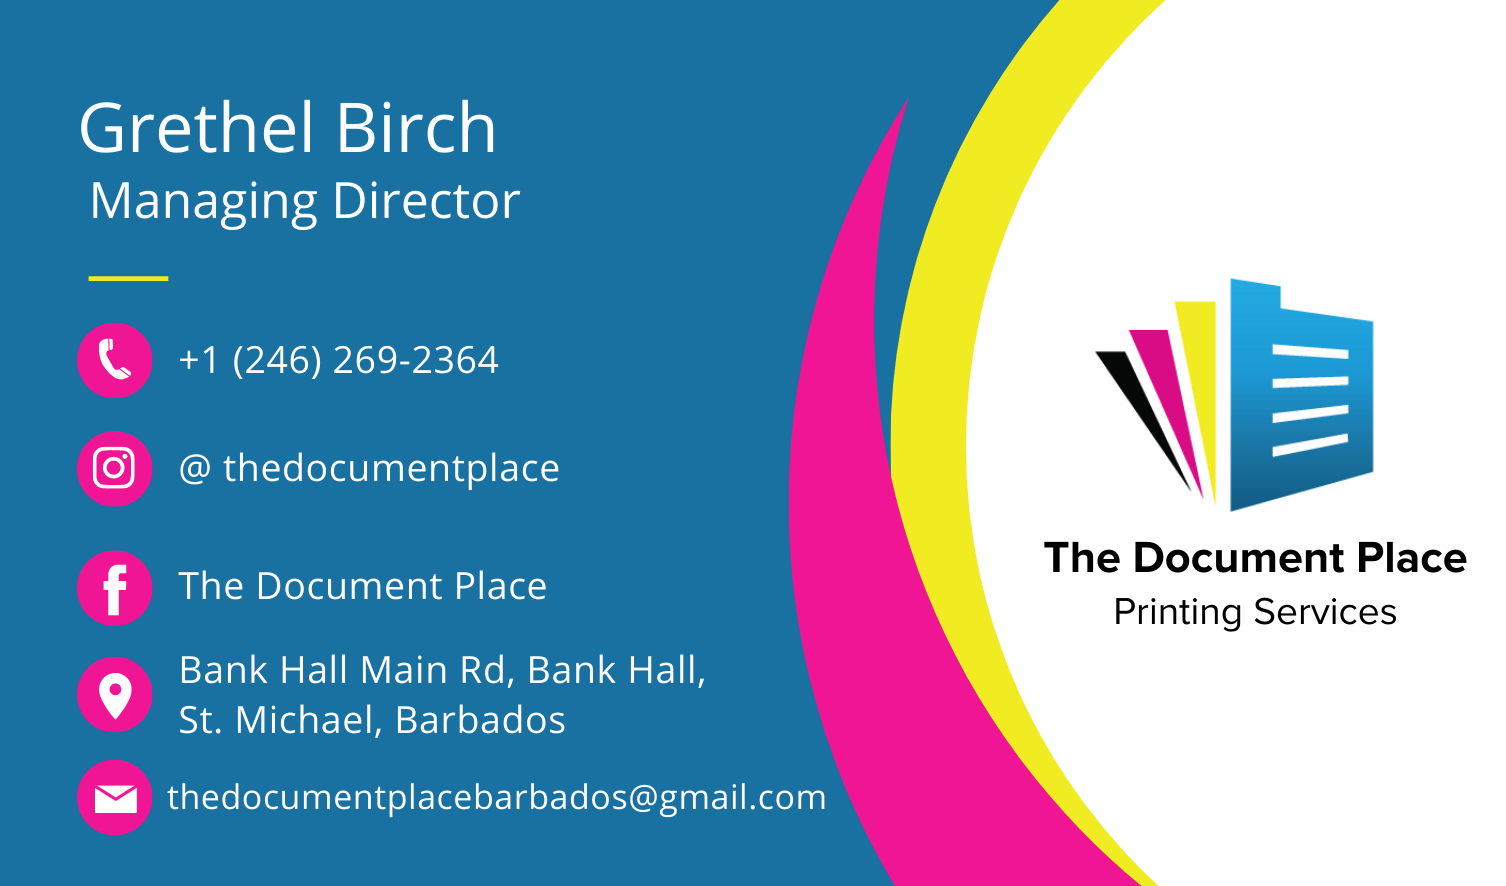 Grethel Birch
Managing Director
+1 (246) 269-2364
@ thedocumentplace
The Document Place
Bank Hall Main Rd, Bank Hall,
St. Michael, Barbados
thedocumentplacebarbados@gmail.com
The Document Place
Printing Services